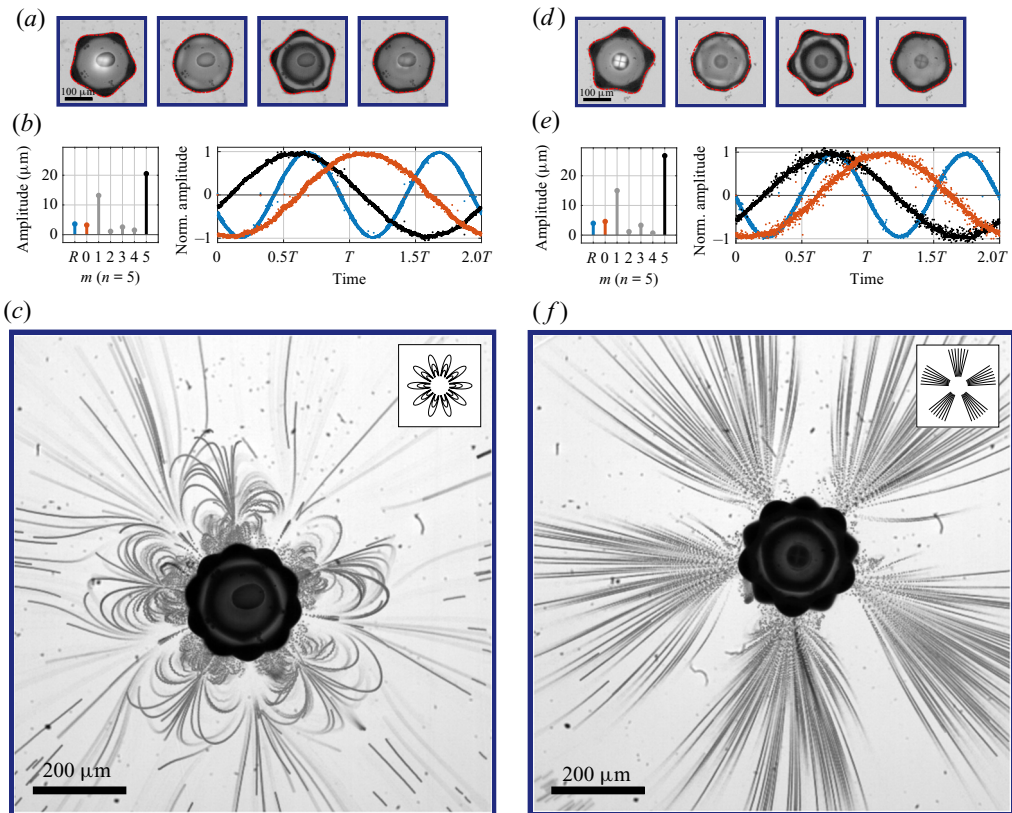 (a)
100 μm
(b)
Amplitude (μm)
20
10
0
R 0 1 2 3 4 5
m (n = 5)
Norm. amplitude
1
0
−1
0 0.5T T 1.5T 2.0T
Time
(c)
200 μm
(d)
100 μm
(e)
Amplitude (μm)
20
10
0
R 0 1 2 3 4 5
m (n = 5)
Norm. amplitude
1
0
−1
0 0.5T T 1.5T 2.0T
Time
(f)
200 μm